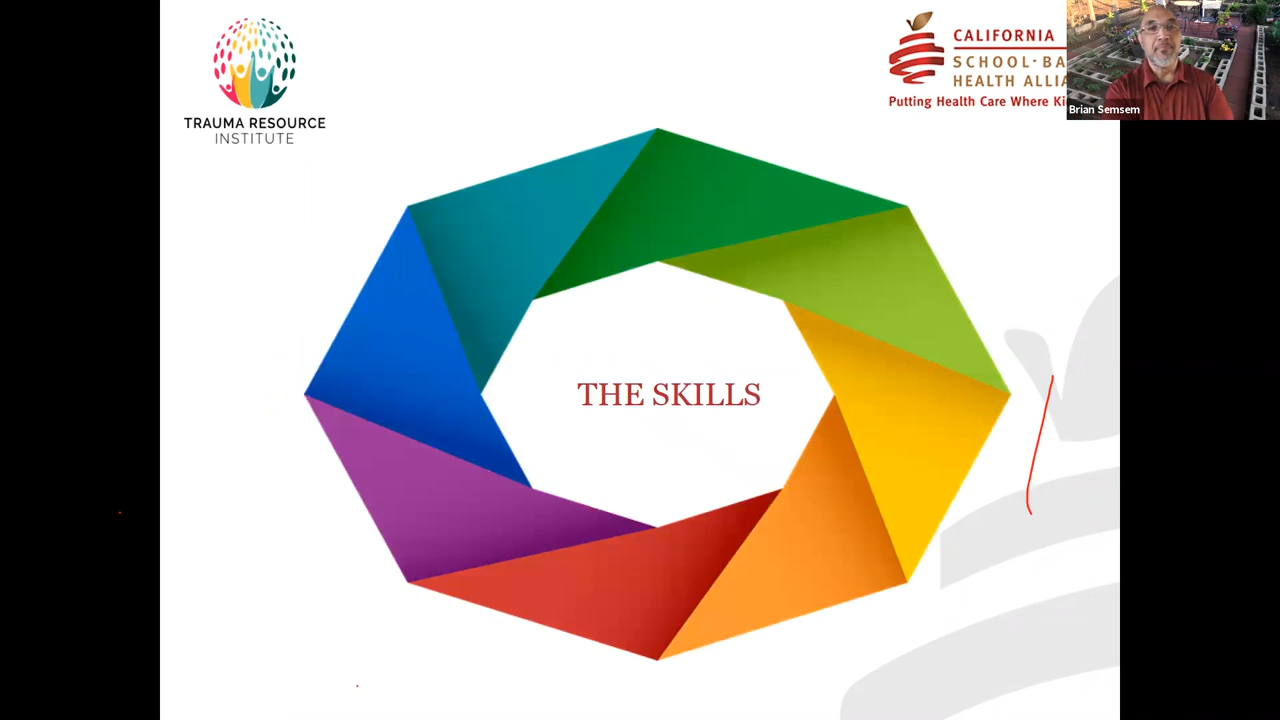 TRAUMA RESOURCE
INSTITUTE
CALIFORNIA
SCHOOL·BA
HEALTH ALLIA
Putting Health Care Where Ki
Brian Semsem
THE SKILLS